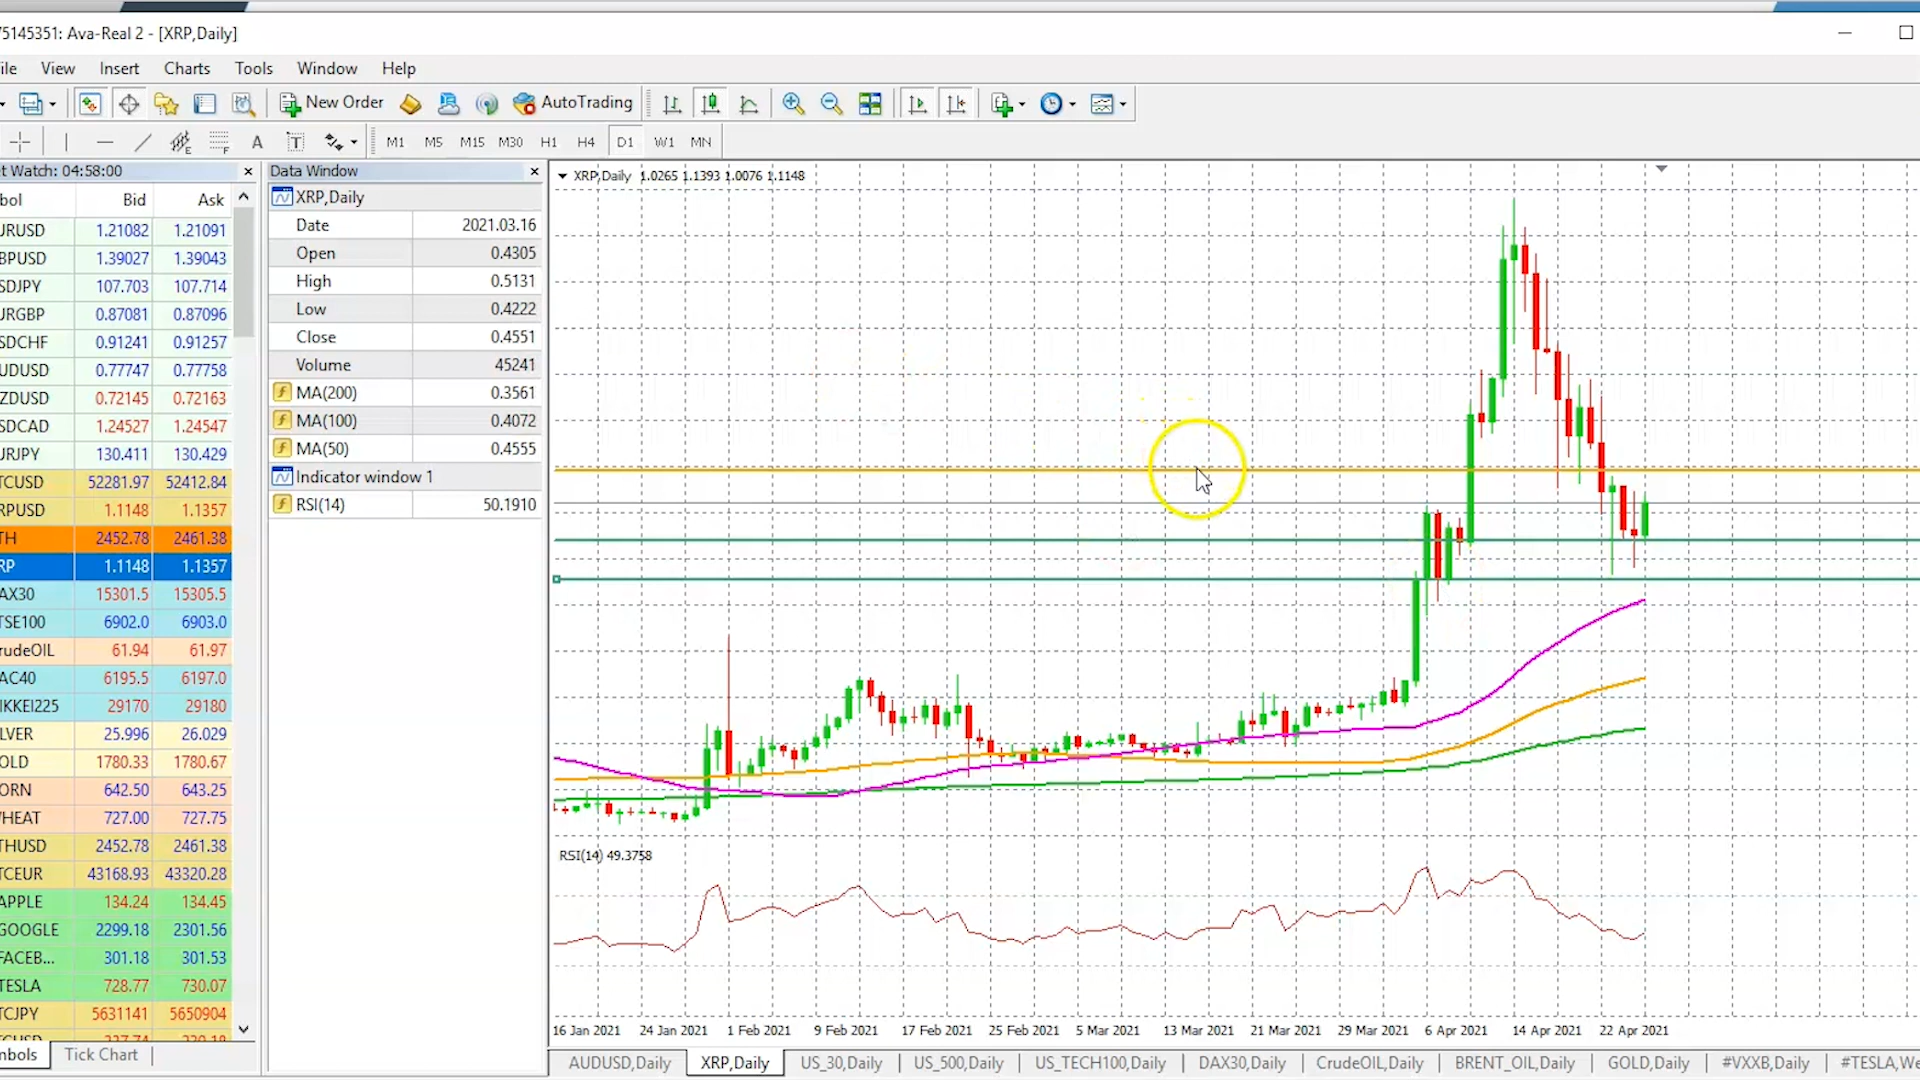 75145351: Ava-Real 2 - [XRP,Daily]
ile View Insert Charts Tools Window Help
New Order AutoTrading
A T M1 M5 M15 M30 H1 H4 D1 W1 MN
t Watch: 04:58:00
bol Bid Ask
URUSD 1.21082 1.21091
BPUSD 1.39027 1.39043
SDJPY 107.703 107.714
URGBP 0.87081 0.87096
SDCHF 0.91241 0.91257
UDUSD 0.77747 0.77758
ZDUSD 0.72145 0.72163
SDCAD 1.24527 1.24547
URJPY 130.411 130.429
TCUSD 52281.97 52412.84
RPUSD 1.1148 1.1357
TH 2452.78 2461.38
RP 1.1148 1.1357
AX30 15301.5 15305.5
TSE100 6902.0 6903.0
rudeOIL 61.94 61.97
AC40 6195.5 6197.0
IKKEI225 29170 29180
LVER 25.996 26.029
OLD 1780.33 1780.67
ORN 642.50 643.25
HEAT 727.00 727.75
THUSD 2452.78 2461.38
TCEUR 43168.93 43320.28
APPLE 134.24 134.45
GOOGLE 2299.18 2301.56
FACEB... 301.18 301.53
TESLA 728.77 730.07
TCJPY 5631141 5650904
mbols Tick Chart
Data Window
XRP,Daily
Date 2021.03.16
Open 0.4305
High 0.5131
Low 0.4222
Close 0.4551
Volume 45241
MA(200) 0.3561
MA(100) 0.4072
MA(50) 0.4555
Indicator window 1
RSI(14) 50.1910
XRP,Daily 1.0265 1.1393 1.0076 1.1148
RSI(14) 49.3758
16 Jan 2021 24 Jan 2021 1 Feb 2021 9 Feb 2021 17 Feb 2021 25 Feb 2021 5 Mar 2021 13 Mar 2021 21 Mar 2021 29 Mar 2021 6 Apr 2021 14 Apr 2021 22 Apr 2021
AUDUSD,Daily XRP,Daily US_30,Daily US_500,Daily US_TECH100,Daily DAX30,Daily CrudeOIL,Daily BRENT_OIL,Daily GOLD,Daily #VXXB,Daily #TESLA,We